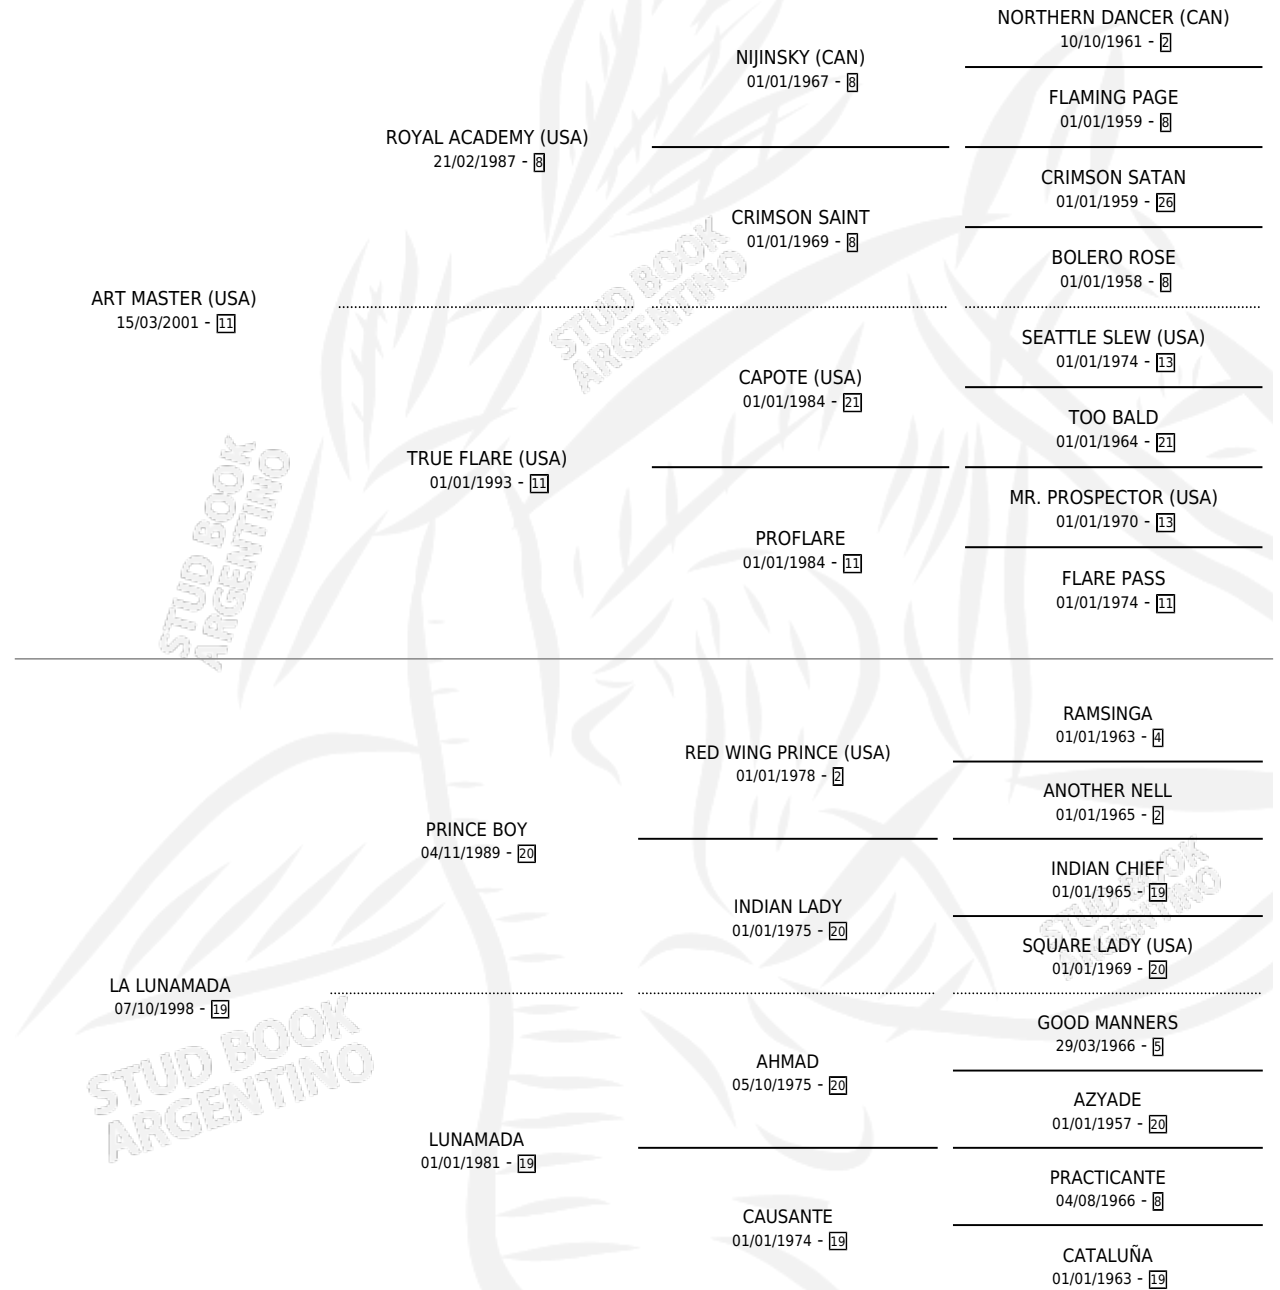 NORTHERN DANCER (CAN)
10/10/1961 - 2
NIJINSKY (CAN)
01/01/1967 - 8
FLAMING PAGE
01/01/1959 - 8
ROYAL ACADEMY (USA)
21/02/1987 - 8
CRIMSON SATAN
01/01/1959 - 26
CRIMSON SAINT
01/01/1969 - 8
BOLERO ROSE
01/01/1958 - 8
ART MASTER (USA)
15/03/2001 - 11
STUD BOOK
ARGENTINO
SEATTLE SLEW (USA)
01/01/1974 - 13
CAPOTE (USA)
01/01/1984 - 21
TOO BALD
01/01/1964 - 21
TRUE FLARE (USA)
01/01/1993 - 11
MR. PROSPECTOR (USA)
01/01/1970 - 13
PROFLARE
01/01/1984 - 11
FLARE PASS
01/01/1974 - 11
STUD BOOK
ARGENTINO
RAMSINGA
01/01/1963 - 4
RED WING PRINCE (USA)
01/01/1978 - 2
ANOTHER NELL
01/01/1965 - 2
PRINCE BOY
04/11/1989 - 20
INDIAN CHIEF
01/01/1965 - 19
INDIAN LADY
01/01/1975 - 20
SQUARE LADY (USA)
01/01/1969 - 20
STUD BOOK
ARGENTINO
LA LUNAMADA
07/10/1998 - 19
GOOD MANNERS
29/03/1966 - 5
AHMAD
05/10/1975 - 20
AZYADE
01/01/1957 - 20
STUD BOOK
ARGENTINO
LUNAMADA
01/01/1981 - 19
PRACTICANTE
04/08/1966 - 8
CAUSANTE
01/01/1974 - 19
CATALUÑA
01/01/1963 - 19